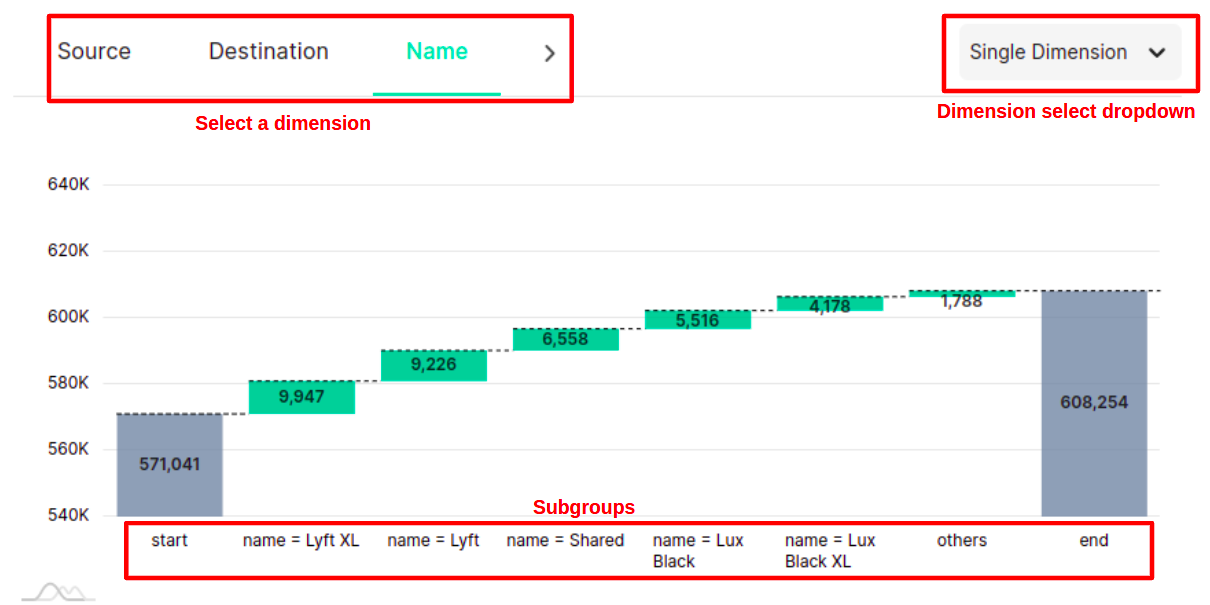 Source Destination Name Single Dimension
Select a dimension Dimension select dropdown
640K
620K
600K
580K
560K
540K
571,041
9,947
9,226
6,558
5,516
4,178
1,788
608,254
Subgroups
start name = Lyft XL name = Lyft name = Shared name = Lux name = Lux others end
Black Black XL